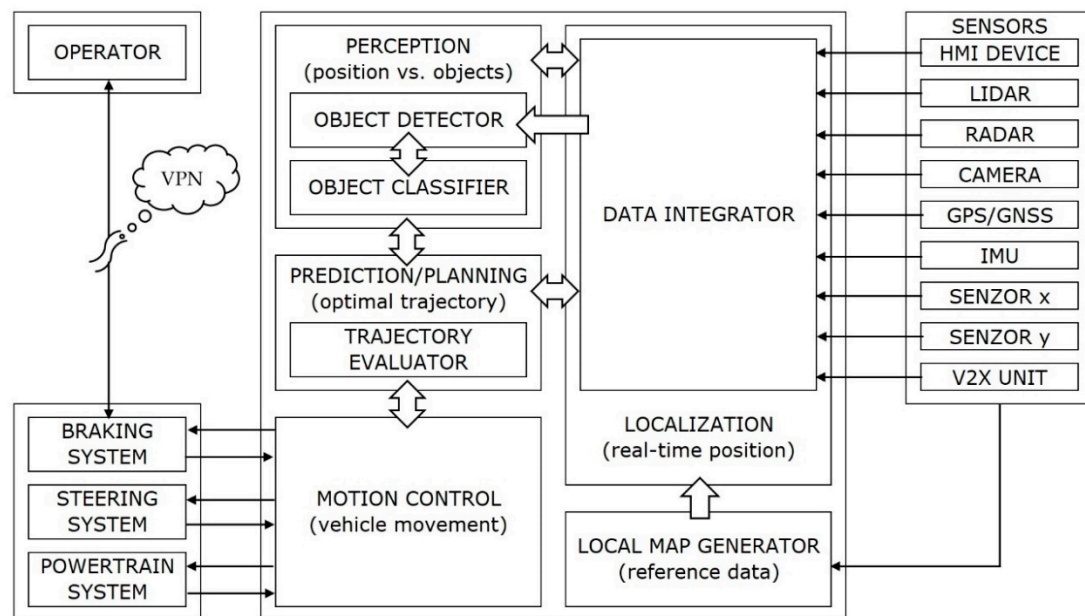 OPERATOR
VPN
BRAKING
SYSTEM
STEERING
SYSTEM
POWERTRAIN
SYSTEM
PERCEPTION
(position vs. objects)
OBJECT DETECTOR
OBJECT CLASSIFIER
PREDICTION/PLANNING
(optimal trajectory)
TRAJECTORY
EVALUATOR
MOTION CONTROL
(vehicle movement)
DATA INTEGRATOR
LOCALIZATION
(real-time position)
LOCAL MAP GENERATOR
(reference data)
SENSORS
HMI DEVICE
LIDAR
RADAR
CAMERA
GPS/GNSS
IMU
SENZOR x
SENZOR y
V2X UNIT